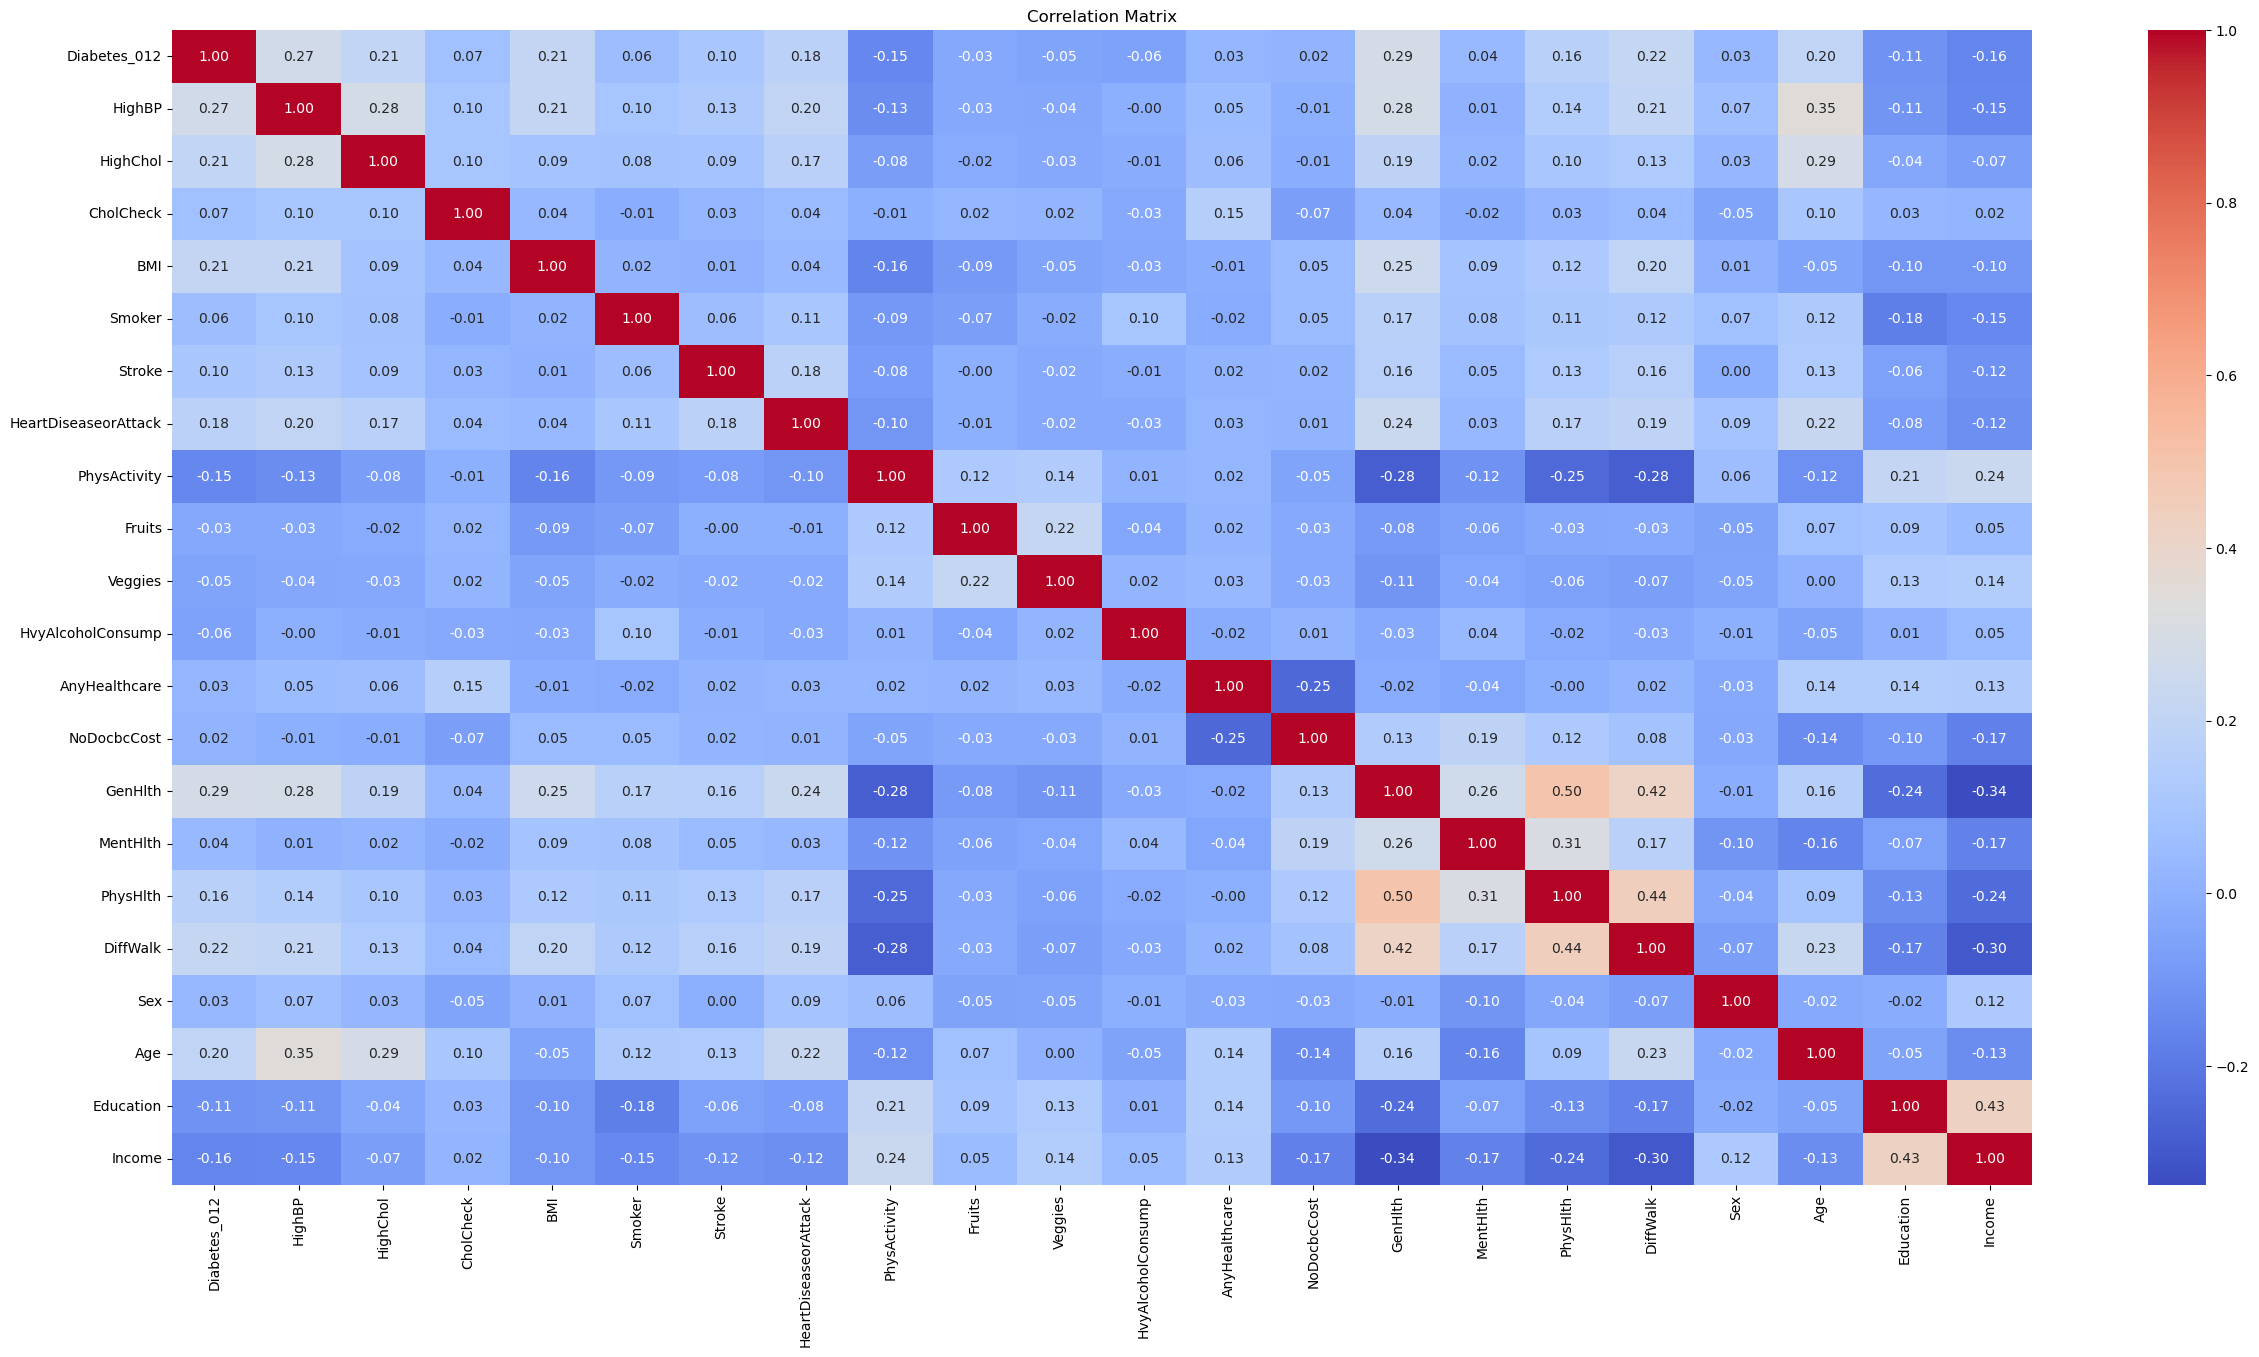 Correlation Matrix
Diabetes_012 1.00 0.27 0.21 0.07 0.21 0.06 0.10 0.18 -0.15 -0.03 -0.05 -0.06 0.03 0.02 0.29 0.04 0.16 0.22 0.03 0.20 -0.11 -0.16
HighBP 0.27 1.00 0.28 0.10 0.21 0.10 0.13 0.20 -0.13 -0.03 -0.04 -0.00 0.05 -0.01 0.28 0.01 0.14 0.21 0.07 0.35 -0.11 -0.15
HighChol 0.21 0.28 1.00 0.10 0.09 0.08 0.09 0.17 -0.08 -0.02 -0.03 -0.01 0.06 -0.01 0.19 0.02 0.10 0.13 0.03 0.29 -0.04 -0.07
CholCheck 0.07 0.10 0.10 1.00 0.04 -0.01 0.03 0.04 -0.01 0.02 0.02 -0.03 0.15 -0.07 0.04 -0.02 0.03 0.04 -0.05 0.10 0.03 0.02
BMI 0.21 0.21 0.09 0.04 1.00 0.02 0.01 0.04 -0.16 -0.09 -0.05 -0.03 -0.01 0.05 0.25 0.09 0.12 0.20 0.01 -0.05 -0.10 -0.10
Smoker 0.06 0.10 0.08 -0.01 0.02 1.00 0.06 0.11 -0.09 -0.07 -0.02 0.10 -0.02 0.05 0.17 0.08 0.11 0.12 0.07 0.12 -0.18 -0.15
Stroke 0.10 0.13 0.09 0.03 0.01 0.06 1.00 0.18 -0.08 -0.00 -0.02 -0.01 0.02 0.02 0.16 0.05 0.13 0.16 0.00 0.13 -0.06 -0.12
HeartDiseaseorAttack 0.18 0.20 0.17 0.04 0.04 0.11 0.18 1.00 -0.10 -0.01 -0.02 -0.03 0.03 0.01 0.24 0.03 0.17 0.19 0.09 0.22 -0.08 -0.12
PhysActivity -0.15 -0.13 -0.08 -0.01 -0.16 -0.09 -0.08 -0.10 1.00 0.12 0.14 0.01 0.02 -0.05 -0.28 -0.12 -0.25 -0.28 0.06 -0.12 0.21 0.24
Fruits -0.03 -0.03 -0.02 0.02 -0.09 -0.07 -0.00 -0.01 0.12 1.00 0.22 -0.04 0.02 -0.03 -0.08 -0.06 -0.03 -0.03 -0.05 0.07 0.09 0.05
Veggies -0.05 -0.04 -0.03 0.02 -0.05 -0.02 -0.02 -0.02 0.14 0.22 1.00 0.02 0.03 -0.03 -0.11 -0.04 -0.06 -0.07 -0.05 0.00 0.13 0.14
HvyAlcoholConsump -0.06 -0.00 -0.01 -0.03 -0.03 0.10 -0.01 -0.03 0.01 -0.04 0.02 1.00 -0.02 0.01 -0.03 0.04 -0.02 -0.03 -0.01 -0.05 0.01 0.05
AnyHealthcare 0.03 0.05 0.06 0.15 -0.01 -0.02 0.02 0.03 0.02 0.02 0.03 -0.02 1.00 -0.25 -0.02 -0.04 -0.00 0.02 -0.03 0.14 0.14 0.13
NoDocbcCost 0.02 -0.01 -0.01 -0.07 0.05 0.05 0.02 0.01 -0.05 -0.03 -0.03 0.01 -0.25 1.00 0.13 0.19 0.12 0.08 -0.03 -0.14 -0.10 -0.17
GenHlth 0.29 0.28 0.19 0.04 0.25 0.17 0.16 0.24 -0.28 -0.08 -0.11 -0.03 -0.02 0.13 1.00 0.26 0.50 0.42 -0.01 0.16 -0.24 -0.34
MentHlth 0.04 0.01 0.02 -0.02 0.09 0.08 0.05 0.03 -0.12 -0.06 -0.04 0.04 -0.04 0.19 0.26 1.00 0.31 0.17 -0.10 -0.16 -0.07 -0.17
PhysHlth 0.16 0.14 0.10 0.03 0.12 0.11 0.13 0.17 -0.25 -0.03 -0.06 -0.02 -0.00 0.12 0.50 0.31 1.00 0.44 -0.04 0.09 -0.13 -0.24
DiffWalk 0.22 0.21 0.13 0.04 0.20 0.12 0.16 0.19 -0.28 -0.03 -0.07 -0.03 0.02 0.08 0.42 0.17 0.44 1.00 -0.07 0.23 -0.17 -0.30
Sex 0.03 0.07 0.03 -0.05 0.01 0.07 0.00 0.09 0.06 -0.05 -0.05 -0.01 -0.03 -0.03 -0.01 -0.10 -0.04 -0.07 1.00 -0.02 -0.02 0.12
Age 0.20 0.35 0.29 0.10 -0.05 0.12 0.13 0.22 -0.12 0.07 0.00 -0.05 0.14 -0.14 0.16 -0.16 0.09 0.23 -0.02 1.00 -0.05 -0.13
Education -0.11 -0.11 -0.04 0.03 -0.10 -0.18 -0.06 -0.08 0.21 0.09 0.13 0.01 0.14 -0.10 -0.24 -0.07 -0.13 -0.17 -0.02 -0.05 1.00 0.43
Income -0.16 -0.15 -0.07 0.02 -0.10 -0.15 -0.12 -0.12 0.24 0.05 0.14 0.05 0.13 -0.17 -0.34 -0.17 -0.24 -0.30 0.12 -0.13 0.43 1.00
Diabetes_012
HighBP
HighChol
CholCheck
BMI
Smoker
Stroke
HeartDiseaseorAttack
PhysActivity
Fruits
Veggies
HvyAlcoholConsump
AnyHealthcare
NoDocbcCost
GenHlth
MentHlth
PhysHlth
DiffWalk
Sex
Age
Education
Income
1.0
0.8
0.6
0.4
0.2
0.0
−0.2